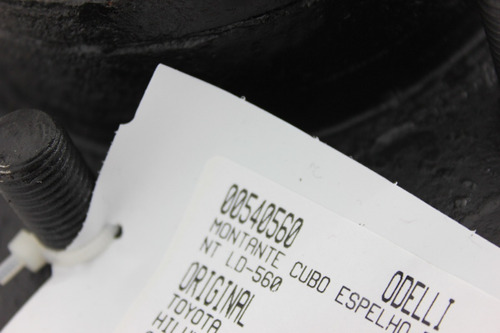 00540560
MONTANTE CUBO ESPELHO
NT LD-560
ODELLI
ORIGINAL
TOYOTA